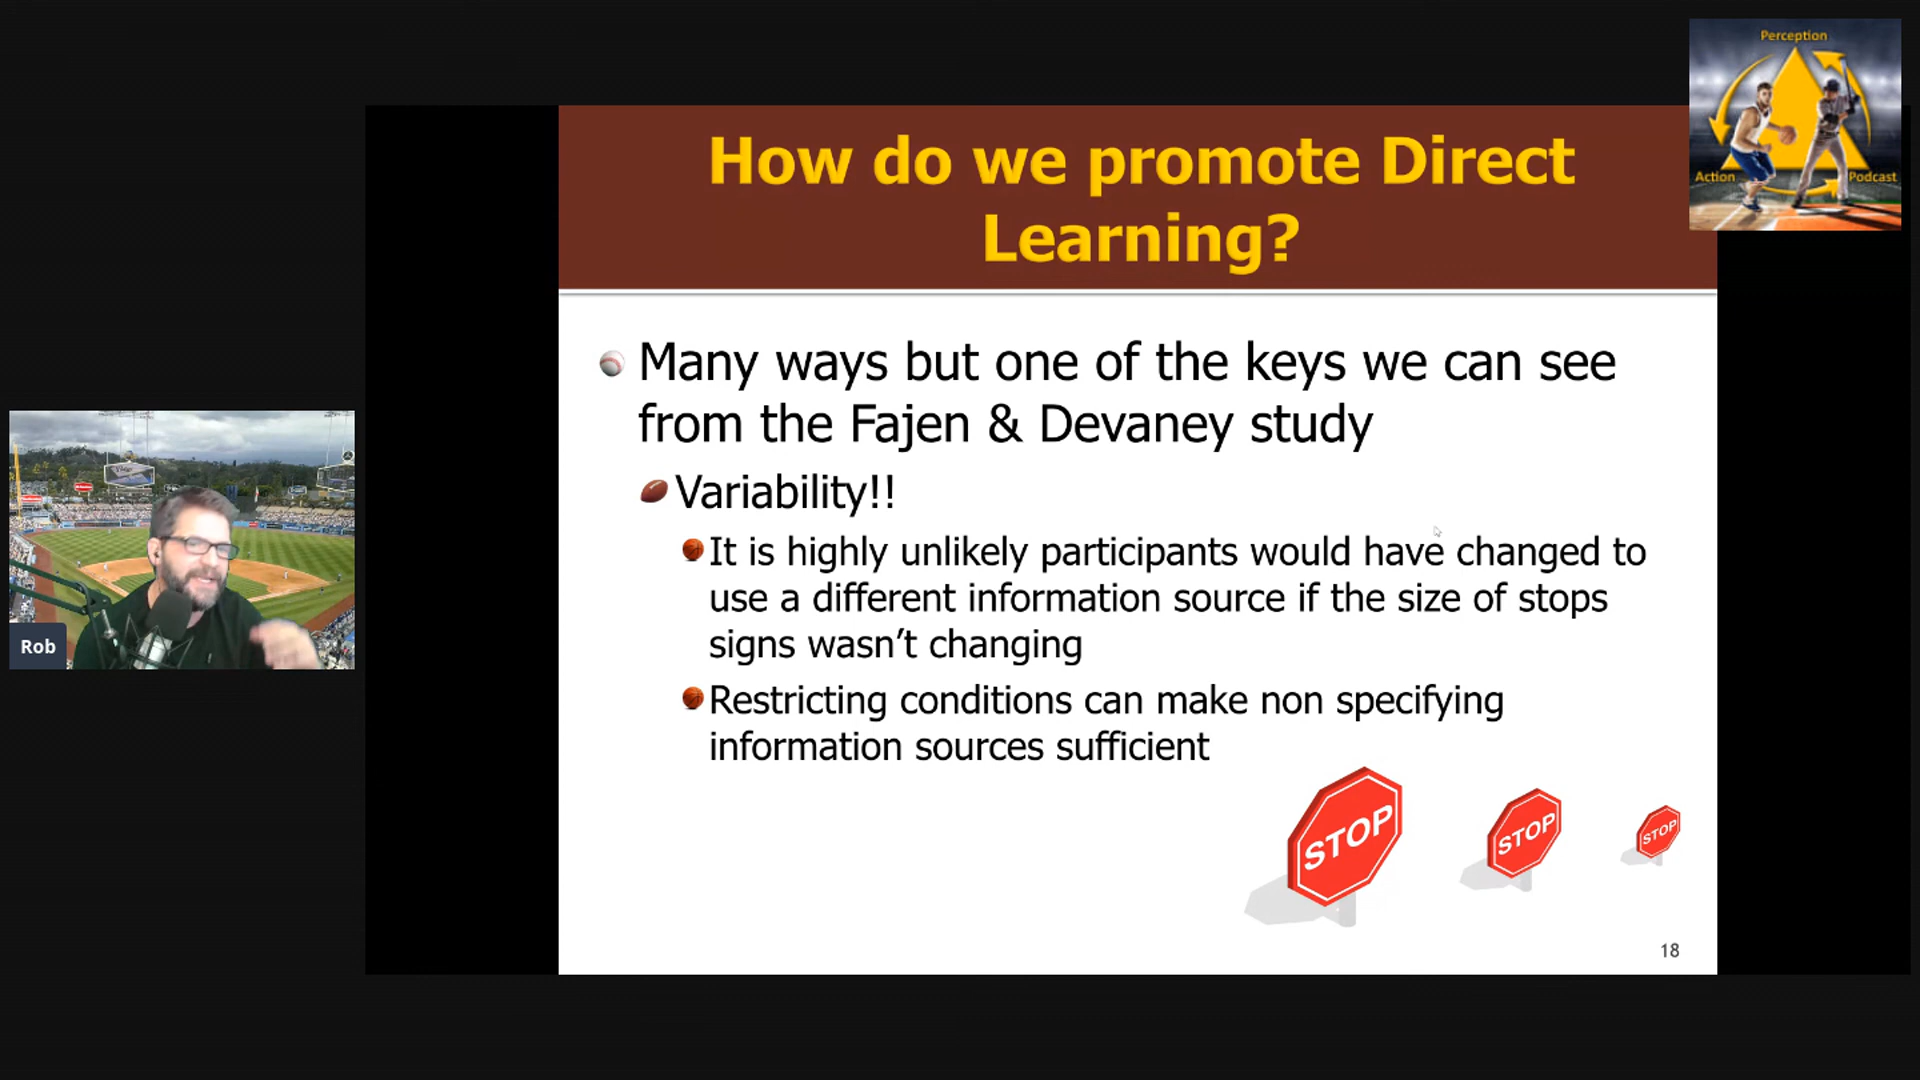 Perception
Action
Podcast
How do we promote Direct
Learning?
Many ways but one of the keys we can see
from the Fajen & Devaney study
Variability!!
It is highly unlikely participants would have changed to
use a different information source if the size of stops
signs wasn’t changing
Restricting conditions can make non specifying
information sources sufficient
STOP
STOP
STOP
18
Rob